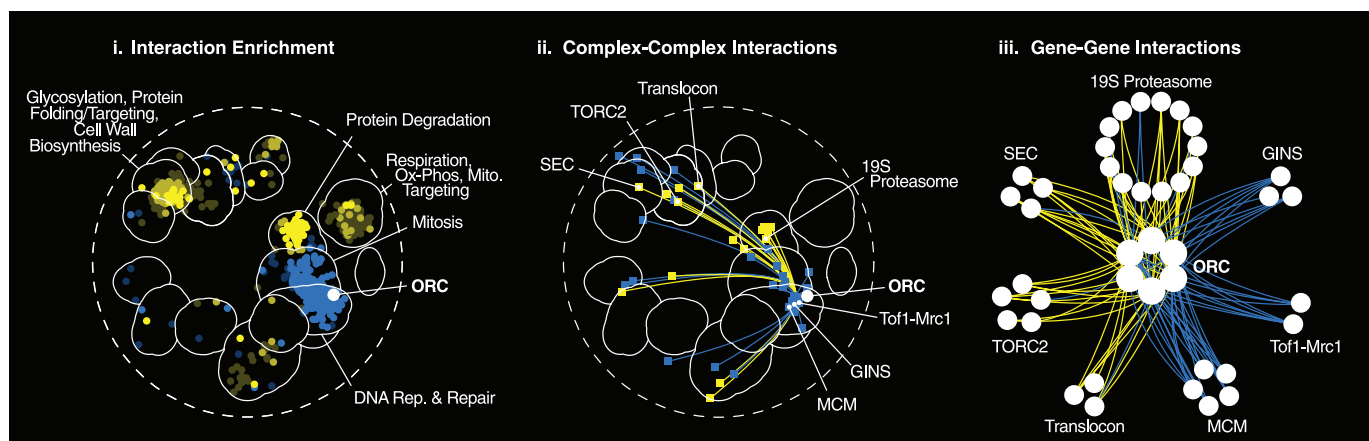 i. Interaction Enrichment
Glycosylation, Protein
Folding/Targeting,
Cell Wall
Biosynthesis
Protein Degradation
Respiration,
Ox-Phos, Mito.
Targeting
Mitosis
ORC
DNA Rep. & Repair
ii. Complex-Complex Interactions
Translocon
TORC2
SEC
19S
Proteasome
ORC
Tof1-Mrc1
GINS
MCM
iii. Gene-Gene Interactions
19S Proteasome
SEC
GINS
ORC
TORC2
Tof1-Mrc1
Translocon
MCM